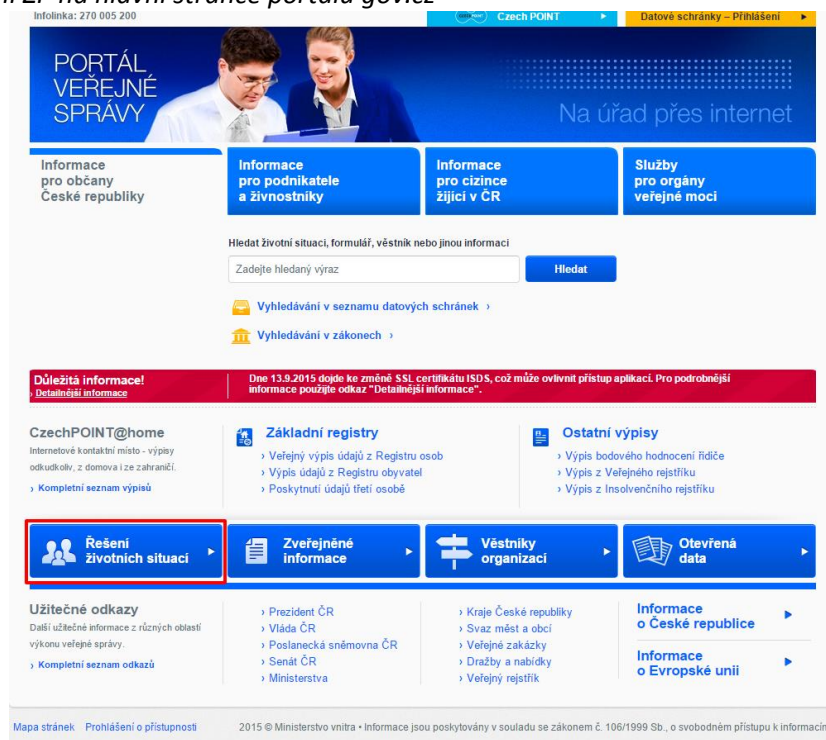 na hlavní stránce portálu gov.cz
Infolinka: 270 005 200
Czech POINT
Datové schránky – Přihlášení
PORTÁL
VEŘEJNÉ
SPRÁVY
Na úřad přes internet
Informace
pro občany
České republiky
Informace
pro podnikatele
a živnostníky
Informace
pro cizince
žijící v ČR
Služby
pro orgány
veřejné moci
Hledat životní situaci, formulář, věstník nebo jinou informaci
Zadejte hledaný výraz
Hledat
Vyhledávání v seznamu datových schránek ›
Vyhledávání v zákonech ›
Důležitá informace!
› Detailnější informace
Dne 13.9.2015 dojde ke změně SSL certifikátu ISDS, což může ovlivnit přístup aplikací. Pro podrobnější
informace použijte odkaz "Detailnější informace".
CzechPOINT@home
Internetové kontaktní místo - výpisy
odkudkoliv, z domova i ze zahraničí.
› Kompletní seznam výpisů
Základní registry
› Veřejný výpis údajů z Registru osob
› Výpis údajů z Registru obyvatel
› Poskytnutí údajů třetí osobě
Ostatní výpisy
› Výpis bodového hodnocení řidiče
› Výpis z Veřejného rejstříku
› Výpis z Insolvenčního rejstříku
Řešení
životních situací
Zveřejněné
informace
Věstníky
organizací
Otevřená
data
Užitečné odkazy
Další užitečné informace z různých oblastí
výkonu veřejné správy.
› Kompletní seznam odkazů
› Prezident ČR
› Vláda ČR
› Poslanecká sněmovna ČR
› Senát ČR
› Ministerstva
› Kraje České republiky
› Svaz měst a obcí
› Veřejné zakázky
› Dražby a nabídky
› Veřejný rejstřík
Informace
o České republice
Informace
o Evropské unii
Mapa stránek Prohlášení o přístupnosti
2015 © Ministerstvo vnitra • Informace jsou poskytovány v souladu se zákonem č. 106/1999 Sb., o svobodném přístupu k informacím